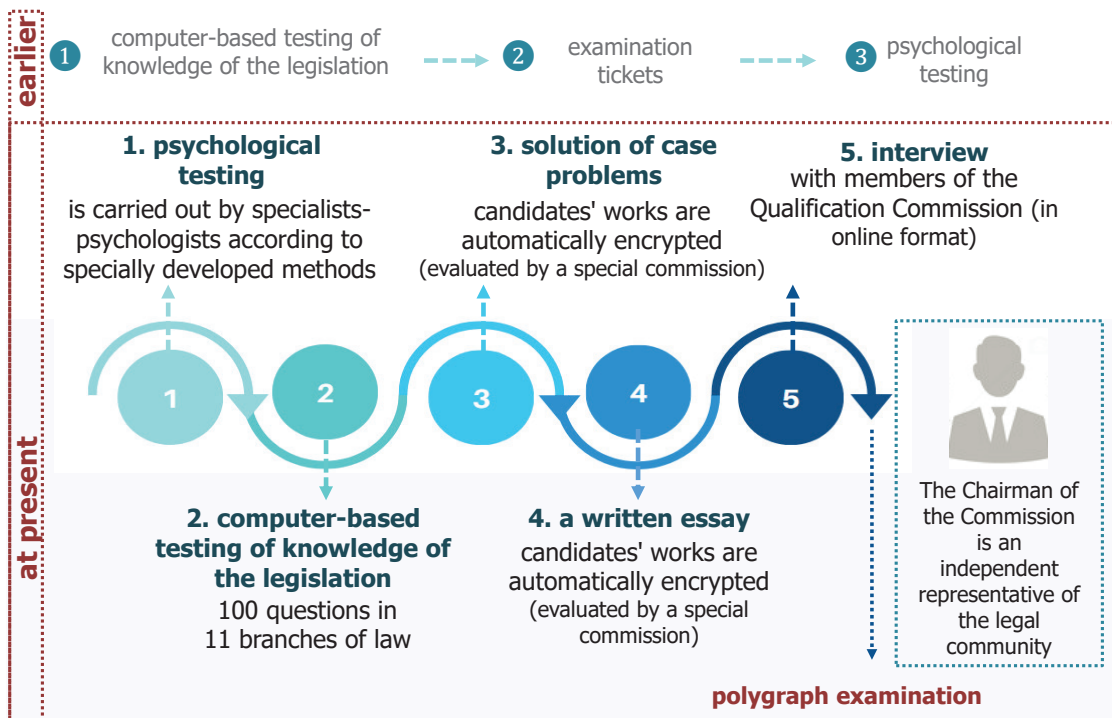 earlier
1
computer-based testing of
knowledge of the legislation
2
examination
tickets
3
psychological
testing
at present
1. psychological
testing
is carried out by specialists-
psychologists according to
specially developed methods
3. solution of case
problems
candidates' works are
automatically encrypted
(evaluated by a special commission)
5. interview
with members of the
Qualification Commission (in
online format)
1
2
3
4
5
2. computer-based
testing of knowledge of
the legislation
100 questions in
11 branches of law
4. a written essay
candidates' works are
automatically encrypted
(evaluated by a special
commission)
The Chairman of
the Commission
is an
independent
representative of
the legal
community
polygraph examination